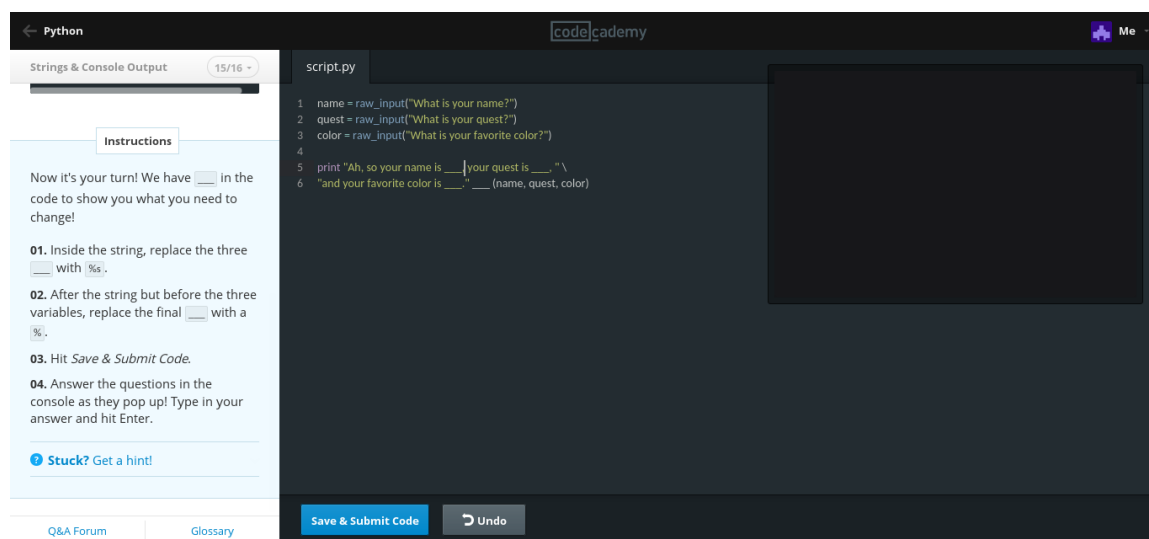 Python
codecademy
Me
Strings & Console Output
15/16
script.py
Instructions
Now it's your turn! We have ___ in the
code to show you what you need to
change!
01. Inside the string, replace the three
___ with %s .
02. After the string but before the three
variables, replace the final ___ with a
% .
03. Hit Save & Submit Code.
04. Answer the questions in the
console as they pop up! Type in your
answer and hit Enter.
? Stuck? Get a hint!
Q&A Forum
Glossary
1 name = raw_input("What is your name?")
2 quest = raw_input("What is your quest?")
3 color = raw_input("What is your favorite color?")
4
5 print "Ah, so your name is ___, your quest is ___, " \
6 "and your favorite color is ___." ___ (name, quest, color)
Save & Submit Code
Undo